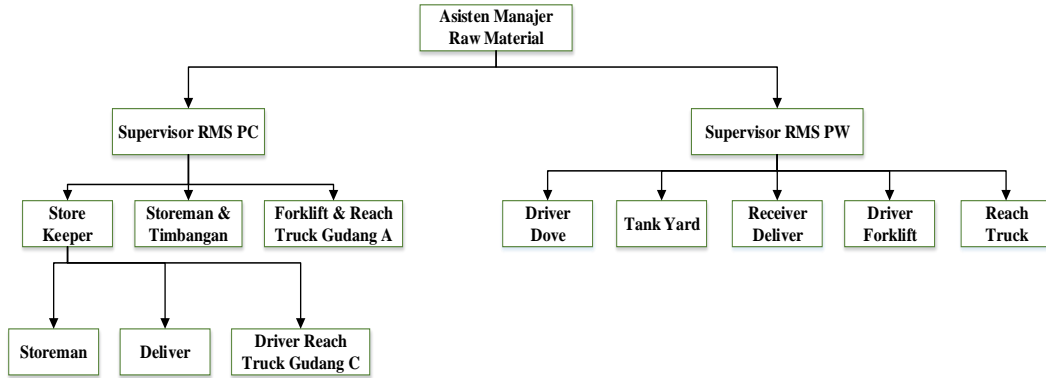 Asisten Manajer
Raw Material
Supervisor RMS PC
Supervisor RMS PW
Store
Keeper
Storeman &
Timbangan
Forklift & Reach
Truck Gudang A
Driver
Dove
Tank Yard
Receiver
Deliver
Driver
Forklift
Reach
Truck
Storeman
Deliver
Driver Reach
Truck Gudang C